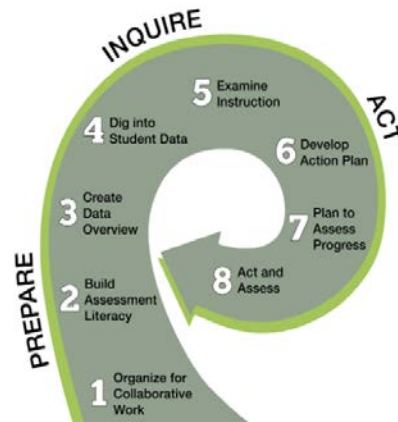 PREPARE
1 Organize for
Collaborative
Work
2 Build
Assessment
Literacy
INQUIRE
3 Create
Data
Overview
4 Dig into
Student Data
5 Examine
Instruction
ACT
6 Develop
Action Plan
7 Plan to
Assess
Progress
8 Act and
Assess